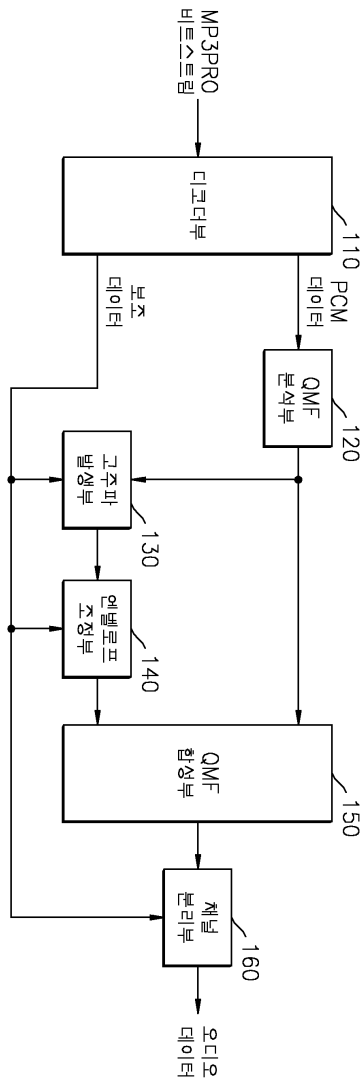 MP3PRO
비트스트림
디코더부
110
PCM
데이터
보조
데이터
QMF
분석부
120
고주파
발생부
130
엔벨로프
조정부
140
QMF
합성부
150
채널
분리부
160
오디오
데이터